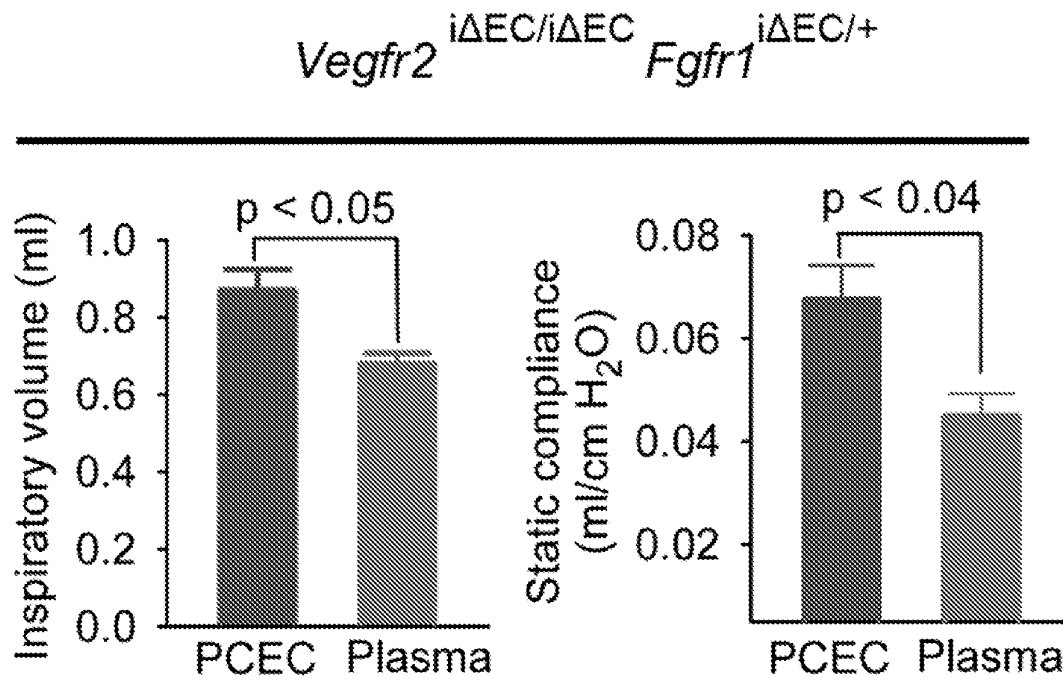 Vegfr2 iΔEC/iΔEC Fgfr1 iΔEC/+
p < 0.05
Inspiratory volume (ml)
1.0
0.8
0.6
0.4
0.2
0.0
PCEC Plasma
p < 0.04
Static compliance
(ml/cm H₂O)
0.08
0.06
0.04
0.02
PCEC Plasma